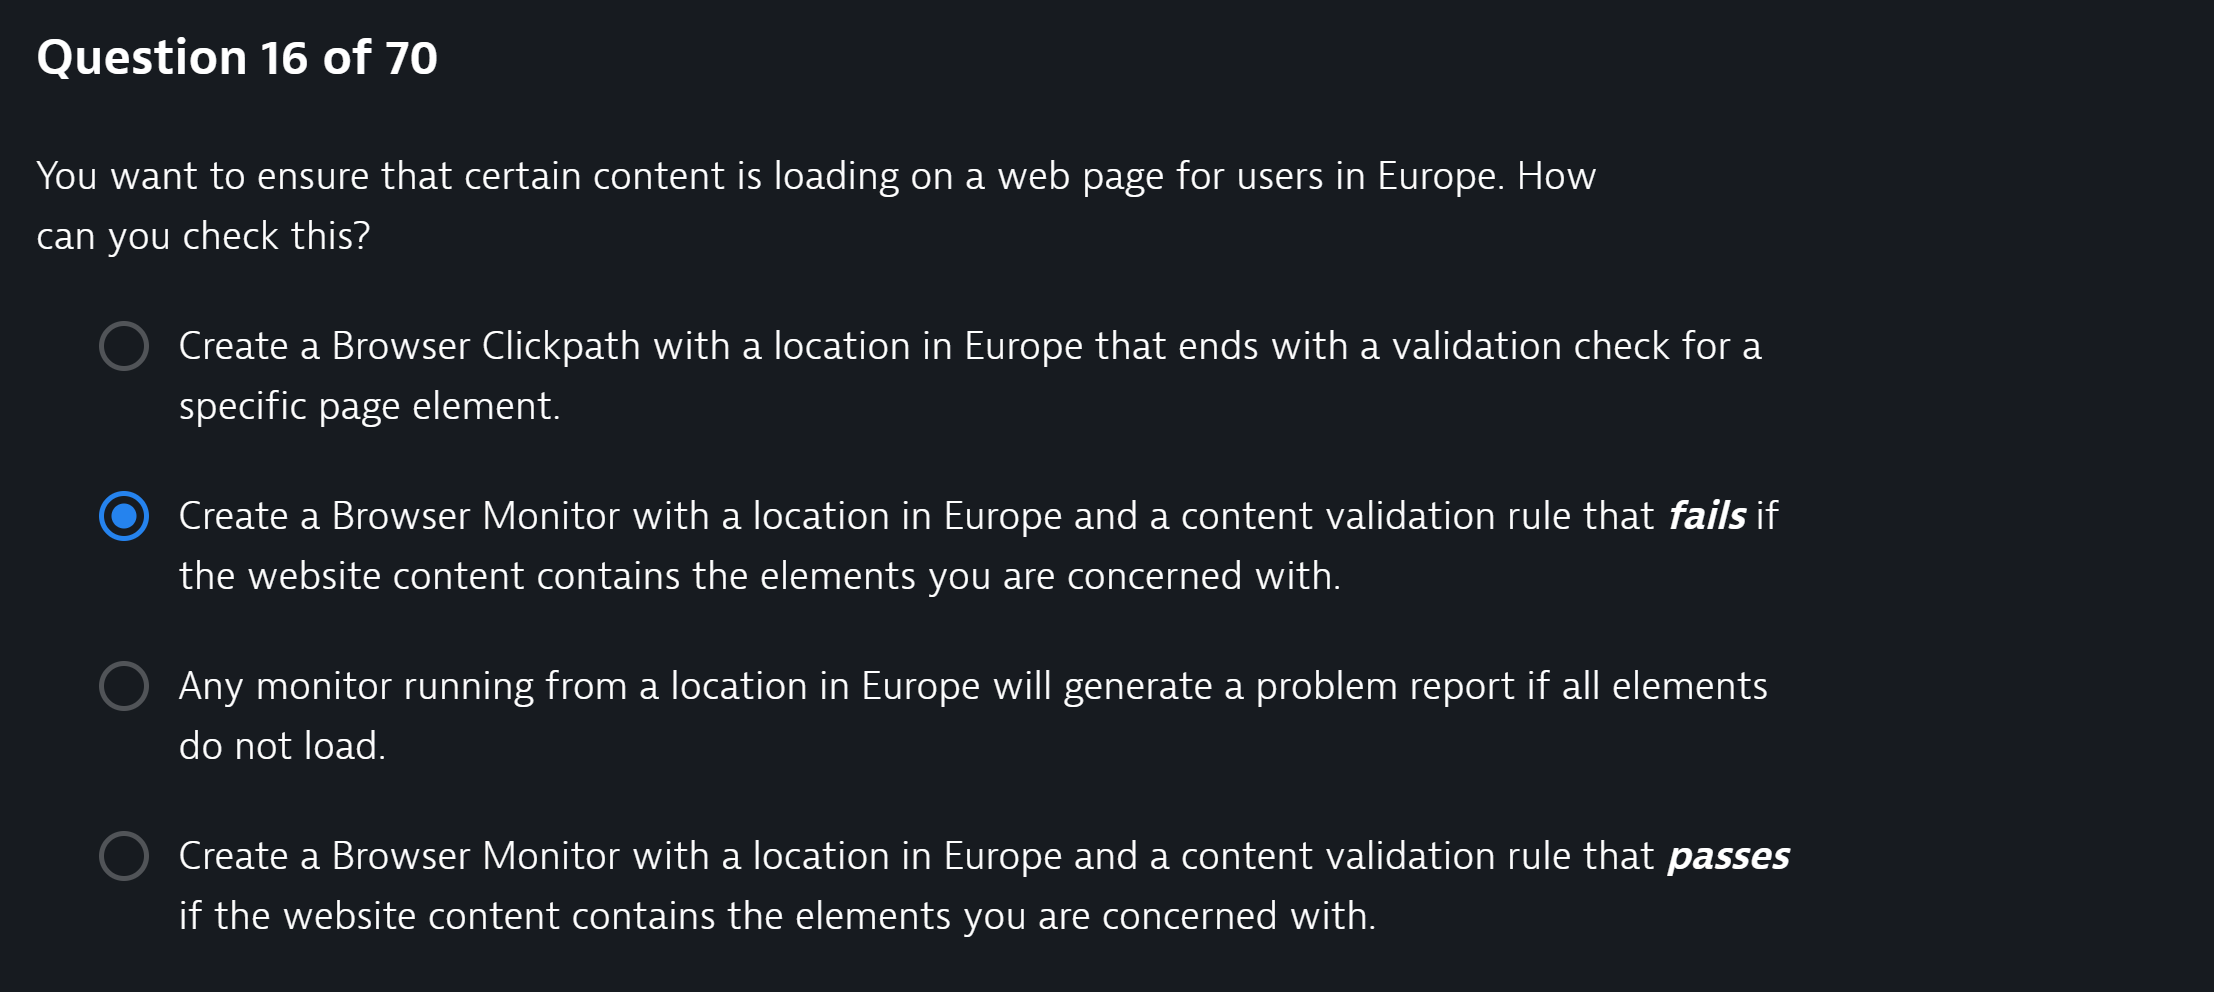 Question 16 of 70
You want to ensure that certain content is loading on a web page for users in Europe. How
can you check this?
Create a Browser Clickpath with a location in Europe that ends with a validation check for a
specific page element.
Create a Browser Monitor with a location in Europe and a content validation rule that fails if
the website content contains the elements you are concerned with.
Any monitor running from a location in Europe will generate a problem report if all elements
do not load.
Create a Browser Monitor with a location in Europe and a content validation rule that passes
if the website content contains the elements you are concerned with.